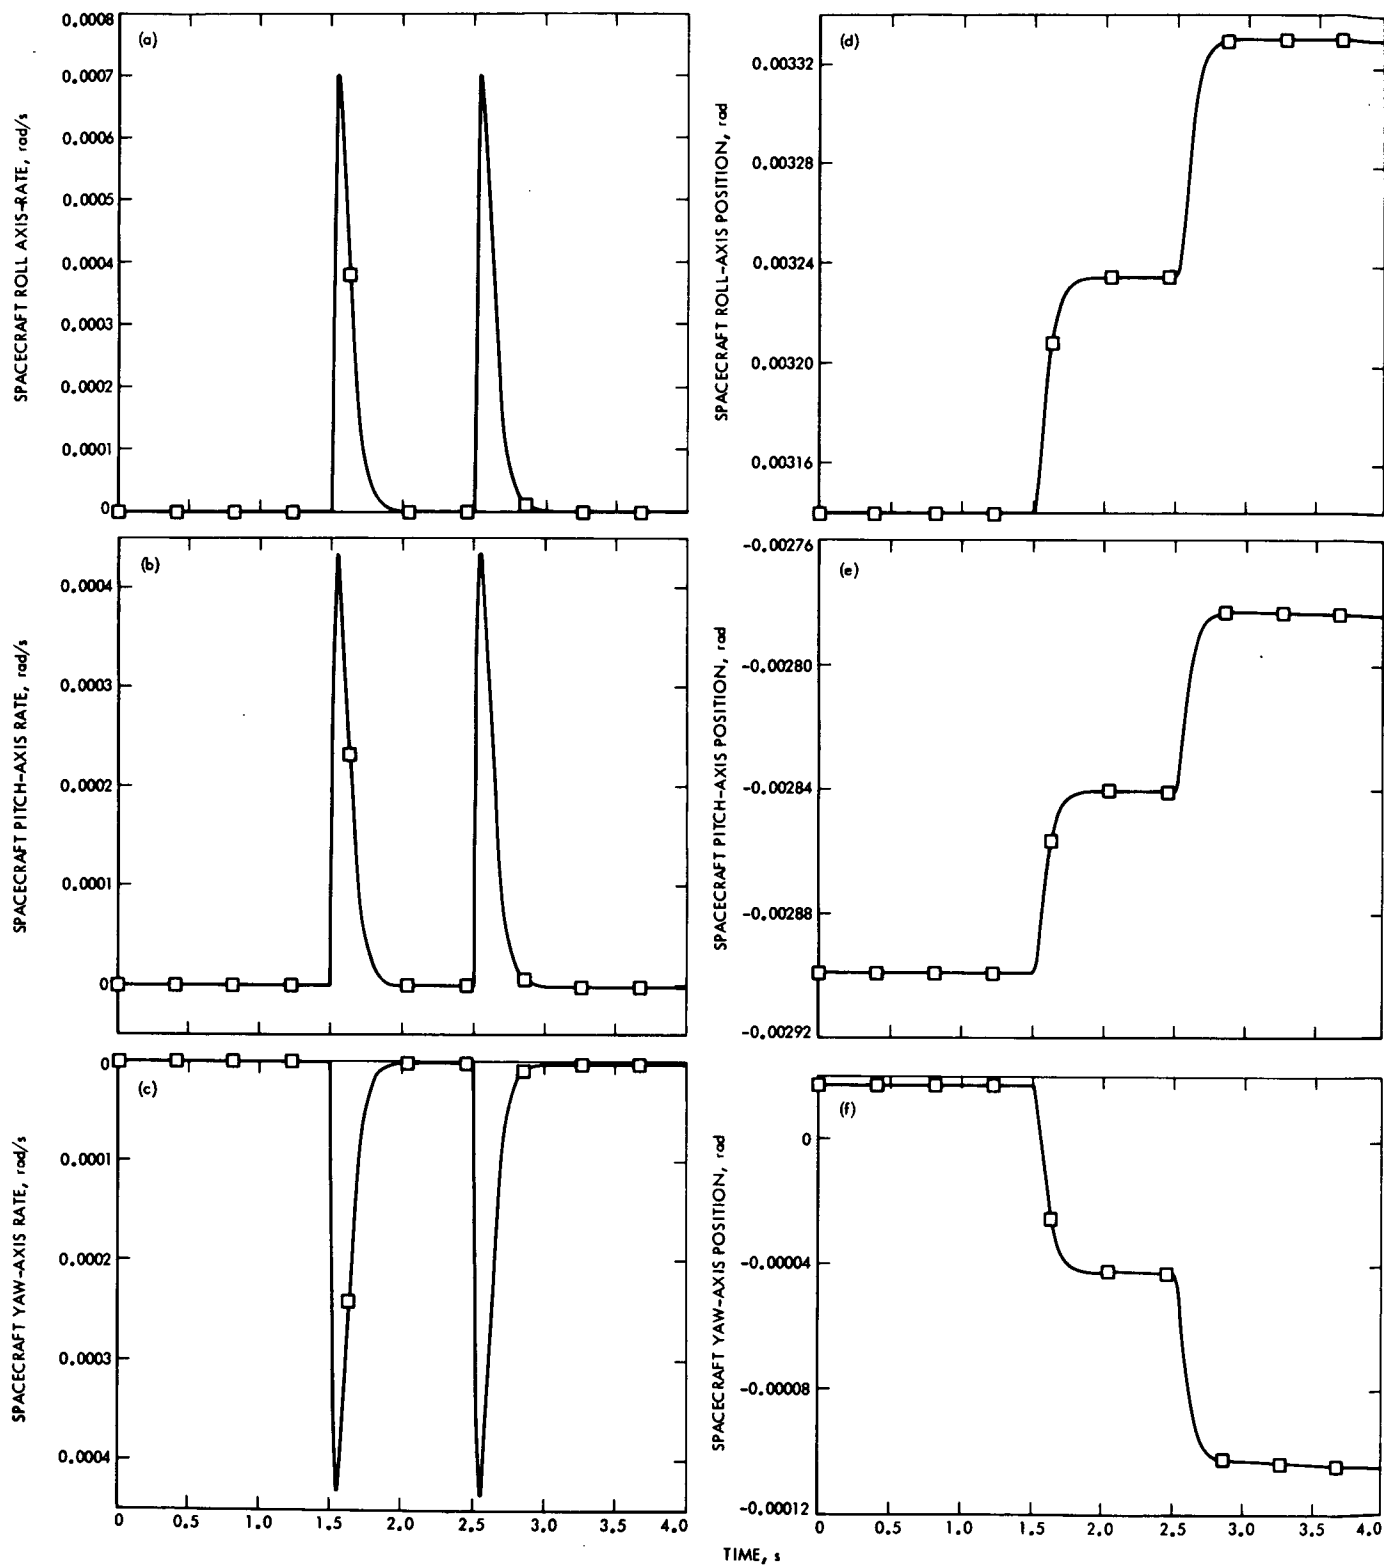 (a)
SPACECRAFT ROLL AXIS-RATE, rad/s
0.0008
0.0007
0.0006
0.0005
0.0004
0.0003
0.0002
0.0001
0
(b)
SPACECRAFT PITCH-AXIS RATE, rad/s
0.0004
0.0003
0.0002
0.0001
0
(c)
SPACECRAFT YAW-AXIS RATE, rad/s
0
0.0001
0.0002
0.0003
0.0004
0 0.5 1.0 1.5 2.0 2.5 3.0 3.5 4.0
(d)
SPACECRAFT ROLL-AXIS POSITION, rad
0.00332
0.00328
0.00324
0.00320
0.00316
(e)
SPACECRAFT PITCH-AXIS POSITION, rad
-0.00276
-0.00280
-0.00284
-0.00288
-0.00292
(f)
SPACECRAFT YAW-AXIS POSITION, rad
0
-0.00004
-0.00008
-0.00012
0 0.5 1.0 1.5 2.0 2.5 3.0 3.5 4.0
TIME, s